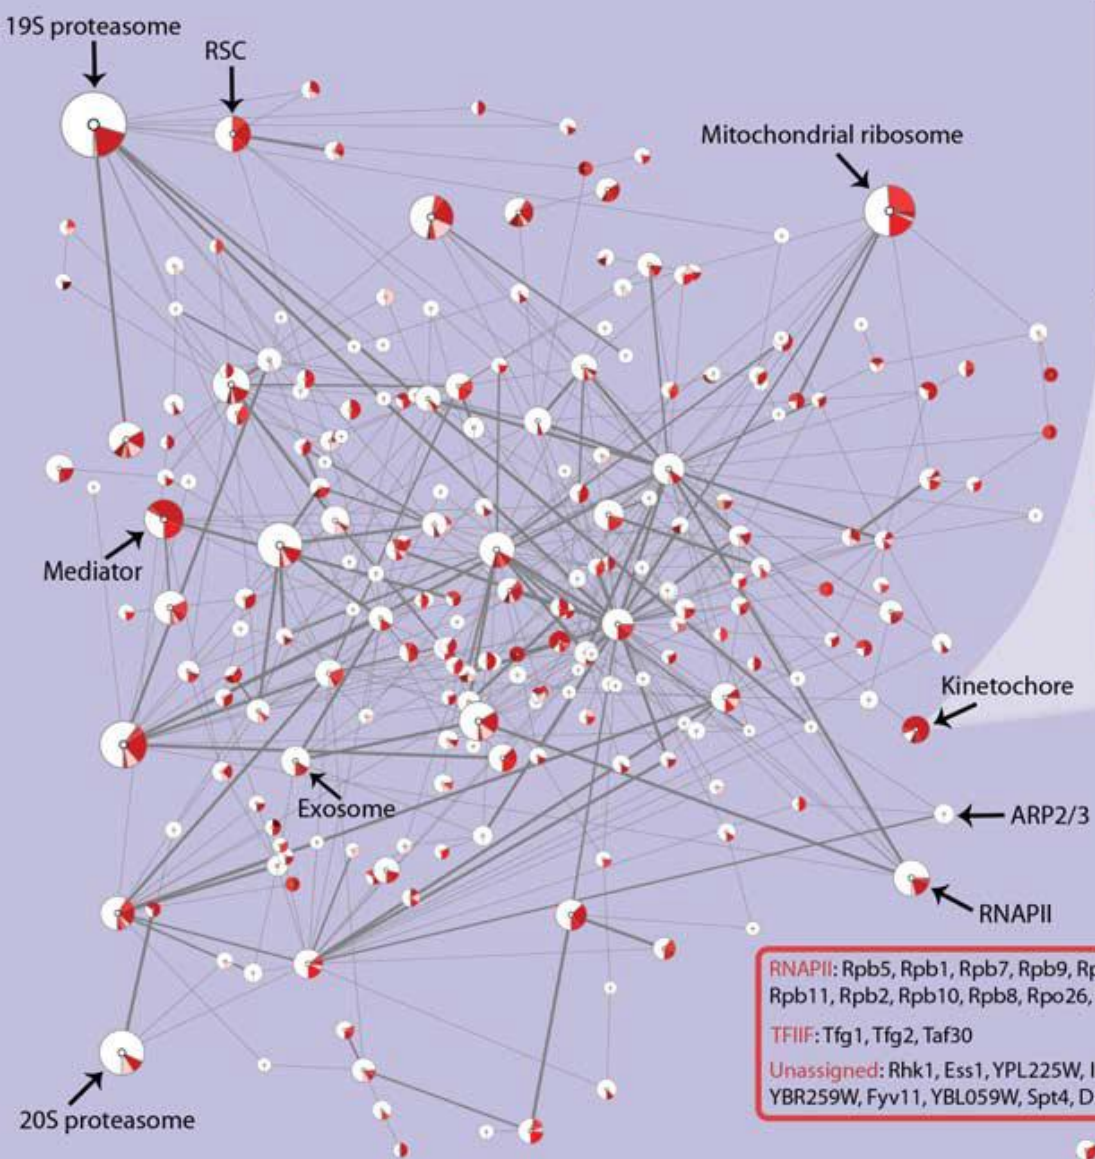 19S proteasome
RSC
Mitochondrial ribosome
Mediator
Kinetochore
Exosome
ARP2/3
RNAPII
RNAPII: Rpb5, Rpb1, Rpb7, Rpb9,
Rpb11, Rpb2, Rpb10, Rpb8, Rpo26,
TFIIF: Tfg1, Tfg2, Taf30
Unassigned: Rhk1, Ess1, YPL225W,
YBR259W, Fyv11, YBL059W, Spt4,
20S proteasome